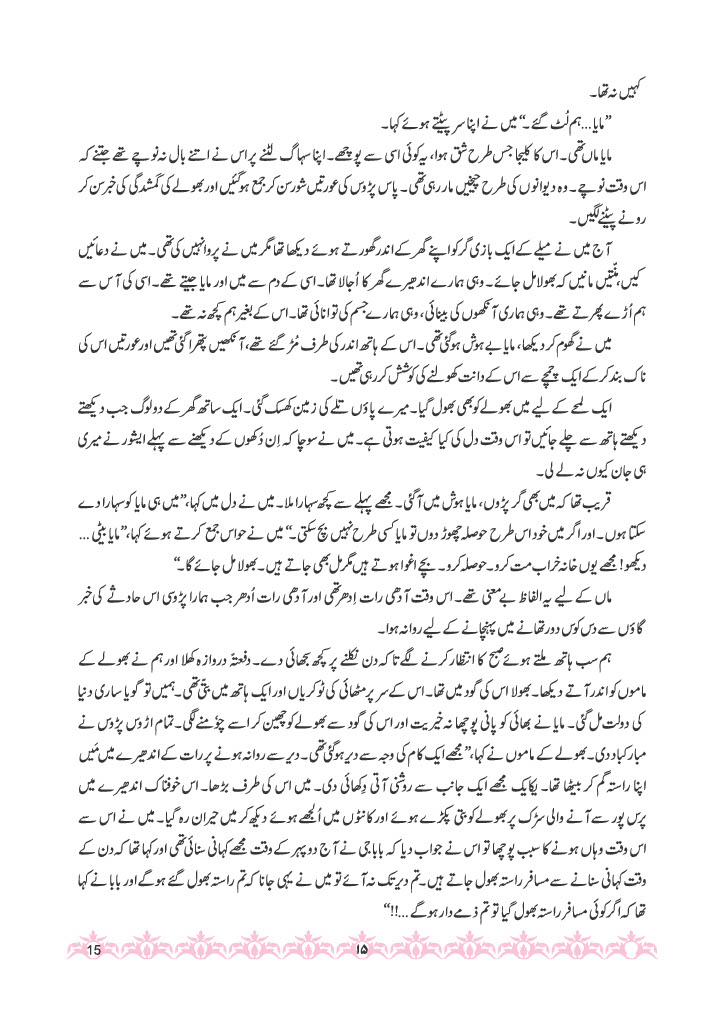 کہیں نہ تھا۔
”مایا... ہم لُٹ گئے۔“ میں نے اپنا سر پیٹتے ہوئے کہا۔
مایا ماں تھی۔ اس کا کلیجا جس طرح شق ہوا، یہ کوئی اسی سے پوچھے۔ اپنا سہاگ لٹنے پر اس نے اتنے بال نہ نوچے تھے جتنے کہ
اس وقت نوچے۔ وہ دیوانوں کی طرح چیخیں مار رہی تھی۔ پاس پڑوس کی عورتیں شور سن کر جمع ہوگئیں اور بھولے کی گمشدگی کی خبر سن کر
رونے پیٹنے لگیں۔
آج میں نے میلے کے ایک بازی گر کو اپنے گھر کے اندر گھورتے ہوئے دیکھا تھا مگر میں نے پروا نہیں کی تھی۔ میں نے دعائیں
کیں، منّتیں مانیں کہ بھولا مل جائے۔ وہی ہمارے اندھیرے گھر کا اُجالا تھا۔ اسی کے دم سے میں اور مایا جیتے تھے۔ اسی کی آس سے
ہم اُڑے پھرتے تھے۔ وہی ہماری آنکھوں کی بینائی، وہی ہمارے جسم کی توانائی تھا۔ اس کے بغیر ہم کچھ نہ تھے۔
میں نے گھوم کر دیکھا، مایا بے ہوش ہوگئی تھی۔ اس کے ہاتھ اندر کی طرف مُڑ گئے تھے، آنکھیں پتھرا گئی تھیں اور عورتیں اس کی
ناک بند کرکے ایک چمچے سے اس کے دانت کھولنے کی کوشش کر رہی تھیں۔
ایک لمحے کے لیے میں بھولے کو بھی بھول گیا۔ میرے پاؤں تلے کی زمین کھسک گئی۔ ایک ساتھ گھر کے دو لوگ جب دیکھتے
دیکھتے ہاتھ سے چلے جائیں تو اس وقت دل کی کیا کیفیت ہوتی ہے۔ میں نے سوچا کہ اِن دُکھوں کے دیکھنے سے پہلے ایشور نے میری
ہی جان کیوں نہ لے لی۔
قریب تھا کہ میں بھی گر پڑوں، مایا ہوش میں آگئی۔ مجھے پہلے سے کچھ سہارا ملا۔ میں نے دل میں کہا، ”میں ہی مایا کو سہارا دے
سکتا ہوں۔ اور اگر میں خود اس طرح حوصلہ چھوڑ دوں تو مایا کسی طرح نہیں بچ سکتی۔“ میں نے حواس جمع کرتے ہوئے کہا، ”مایا بیٹی ...
دیکھو! مجھے یوں خانہ خراب مت کرو۔ حوصلہ کرو۔ بچے اغوا ہوتے ہیں مگر مل بھی جاتے ہیں۔ بھولا مل جائے گا۔“
ماں کے لیے یہ الفاظ بے معنی تھے۔ اس وقت آدھی رات اِدھر تھی اور آدھی رات اُدھر جب ہمارا پڑوسی اس حادثے کی خبر
گاؤں سے دس کوس دور تھانے میں پہنچانے کے لیے روانہ ہوا۔
ہم سب ہاتھ ملتے ہوئے صبح کا انتظار کرنے لگے تاکہ دن نکلنے پر کچھ سجھائی دے۔ دفعتہً دروازہ کھلا اور ہم نے بھولے کے
ماموں کو اندر آتے دیکھا۔ بھولا اس کی گود میں تھا۔ اس کے سر پر مٹھائی کی ٹوکریاں اور ایک ہاتھ میں بتّی تھی۔ ہمیں تو گویا ساری دنیا
کی دولت مل گئی۔ مایا نے بھائی کو پانی پوچھا نہ خیریت اور اس کی گود سے بھولے کو چھین کر اسے چوٗمنے لگی۔ تمام اڑوس پڑوس نے
مبارکباد دی۔ بھولے کے ماموں نے کہا، ”مجھے ایک کام کی وجہ سے دیر ہوگئی تھی۔ دیر سے روانہ ہونے پر رات کے اندھیرے میں مَیں
اپنا راستہ گم کر بیٹھا تھا۔ یکایک مجھے ایک جانب سے روشنی آتی دِکھائی دی۔ میں اس کی طرف بڑھا۔ اس خوفناک اندھیرے میں
پرس پور سے آنے والی سڑک پر بھولے کو بتی پکڑے ہوئے اور کانٹوں میں اُلجھے ہوئے دیکھ کر میں حیران رہ گیا۔ میں نے اس سے
اس وقت وہاں ہونے کا سبب پوچھا تو اس نے جواب دیا کہ بابا جی نے آج دوپہر کے وقت مجھے کہانی سنائی تھی اور کہا تھا کہ دن کے
وقت کہانی سنانے سے مسافر راستہ بھول جاتے ہیں۔ تم دیر تک نہ آئے تو میں نے یہی جانا کہ تم راستہ بھول گئے ہوگے اور بابا نے کہا
تھا کہ اگر کوئی مسافر راستہ بھول گیا تو تم ذمے دار ہوگے ...!!“
15 ۱۵